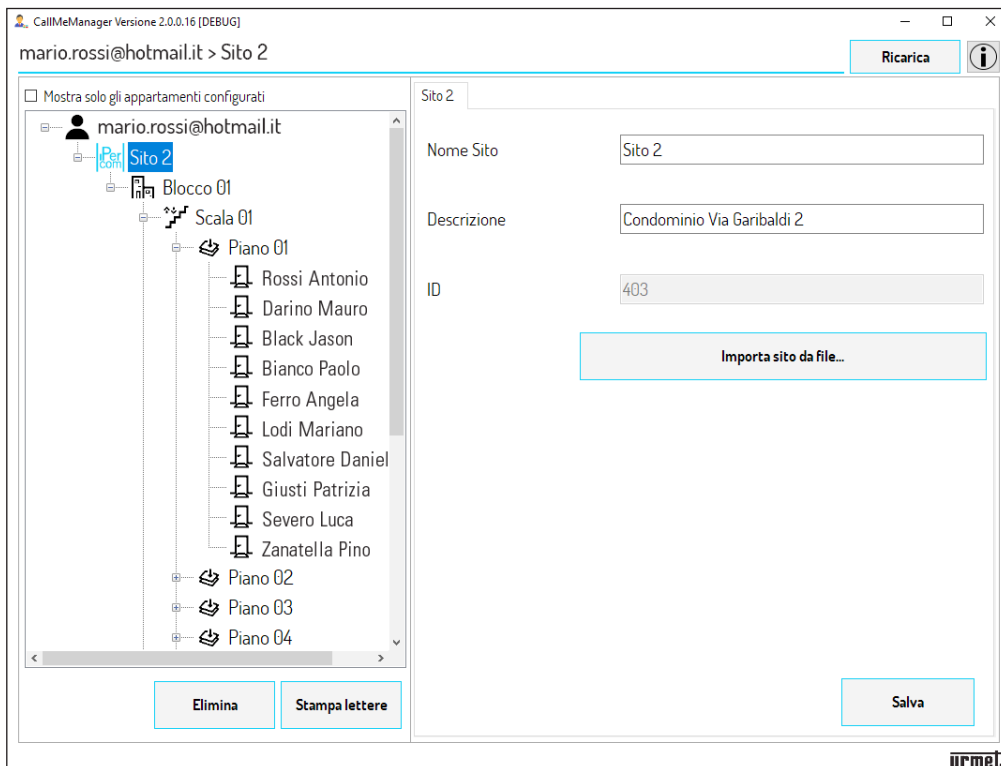 CallMeManager Versione 2.0.0.16 [DEBUG]
mario.rossi@hotmail.it > Sito 2
Ricarica
Mostra solo gli appartamenti configurati
mario.rossi@hotmail.it
iPer com Sito 2
Blocco 01
Scala 01
Piano 01
Rossi Antonio
Darino Mauro
Black Jason
Bianco Paolo
Ferro Angela
Lodi Mariano
Salvatore Daniel
Giusti Patrizia
Severo Luca
Zanatella Pino
Piano 02
Piano 03
Piano 04
Elimina
Stampa lettere
Sito 2
Nome Sito
Sito 2
Descrizione
Condominio Via Garibaldi 2
ID
403
Importa sito da file...
Salva
urmet